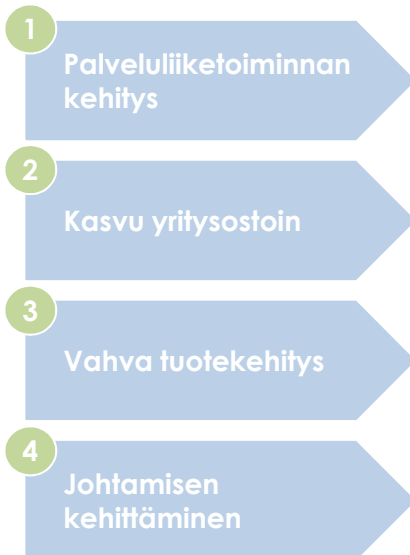 1
Palveluliiketoiminnan
kehitys
2
Kasvu yritysostoin
3
Vahva tuotekehitys
4
Johtamisen
kehittäminen